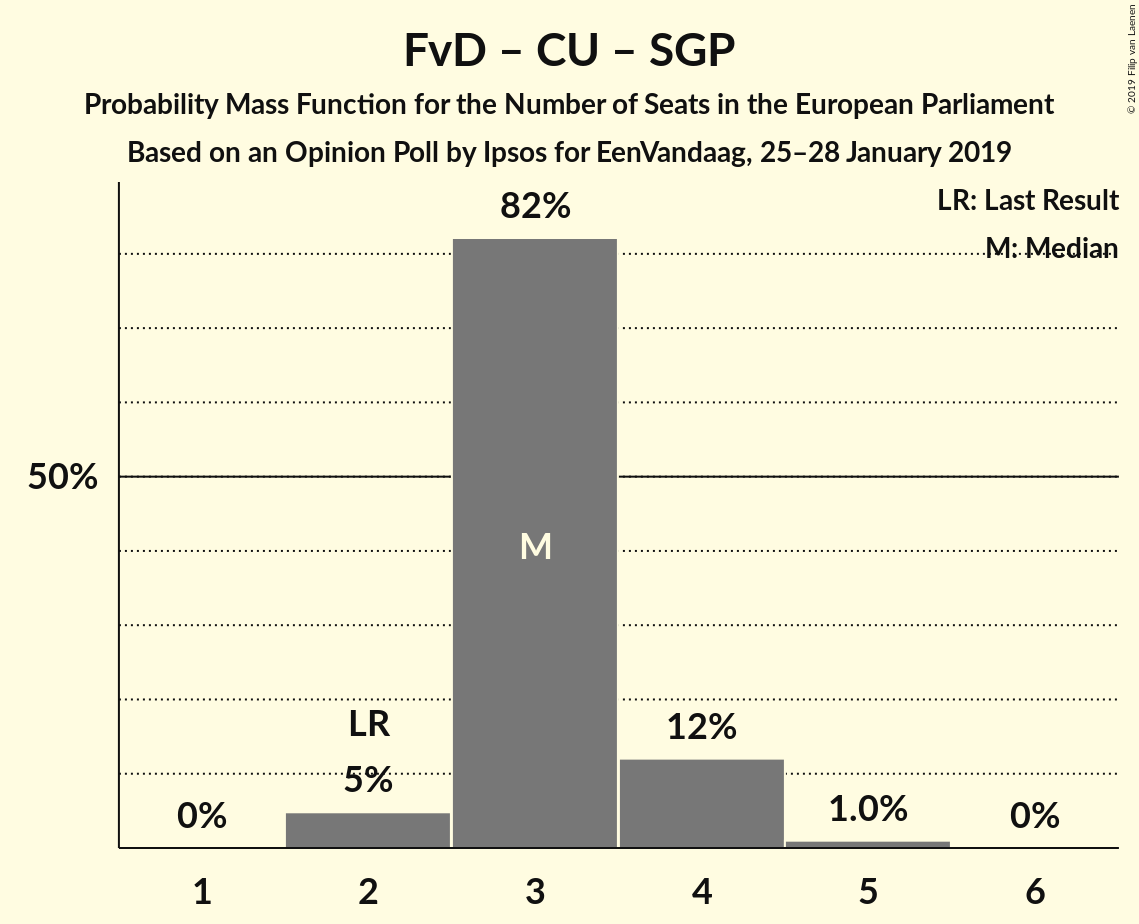 FvD – CU – SGP
Probability Mass Function for the Number of Seats in the European Parliament
Based on an Opinion Poll by Ipsos for EenVandaag, 25–28 January 2019
© 2019 Filip van Laenen
LR: Last Result
M: Median
82%
50%
M
LR
12%
5%
0%
1.0%
0%
1 2 3 4 5 6